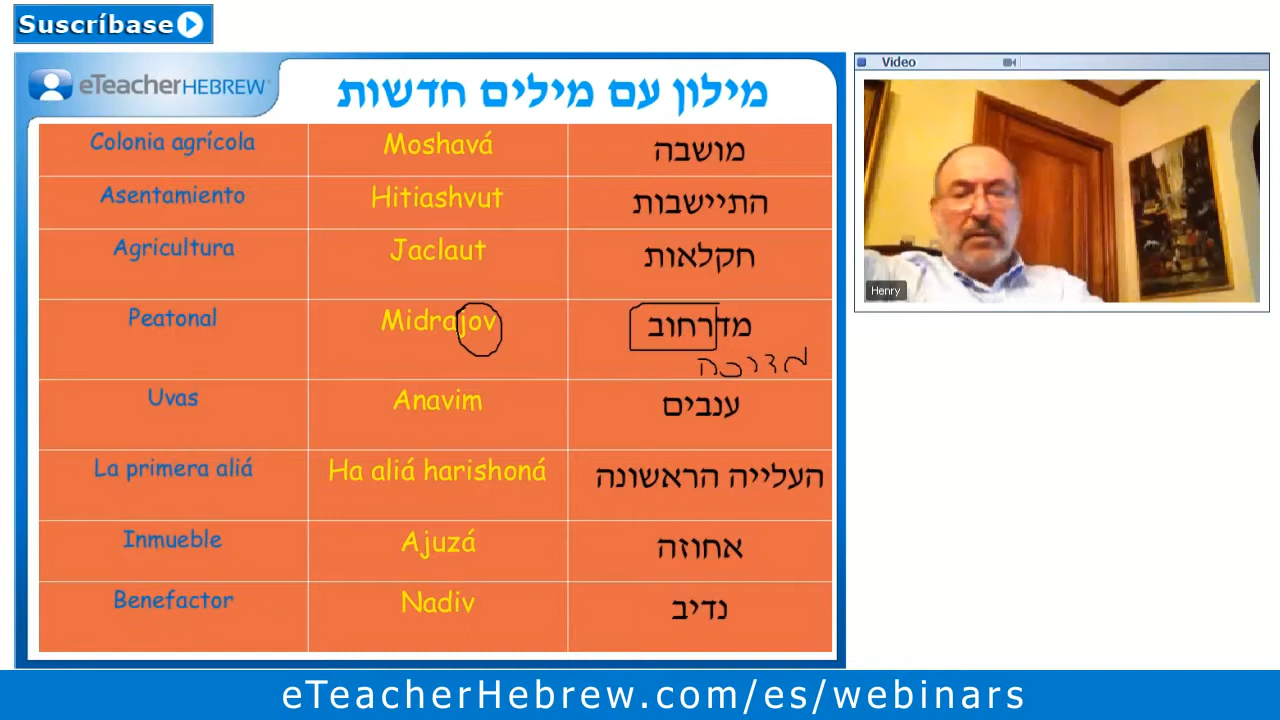 Suscríbase
eTeacherHEBREW
מילון עם מילים חדשות
Video
Colonia agrícola Moshavá מושבה
Asentamiento Hitiashvut התיישבות
Agricultura Jaclaut חקלאות
Peatonal Midrajov מדרחוב
מדרכה
Uvas Anavim ענבים
La primera aliá Ha aliá harishoná העלייה הראשונה
Inmueble Ajuzá אחוזה
Benefactor Nadiv נדיב
Henry
eTeacherHebrew.com/es/webinars